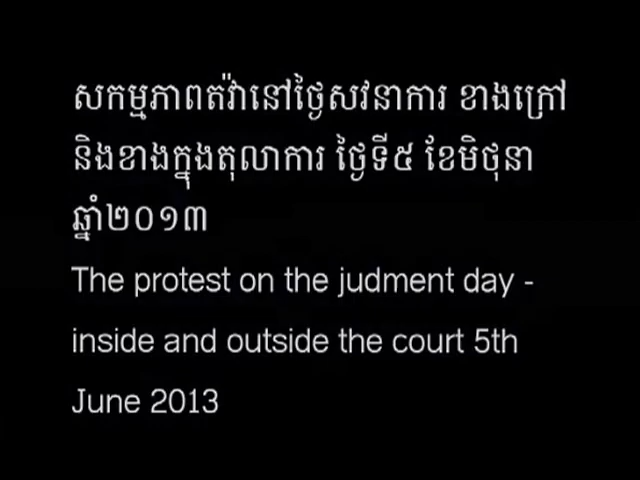 សកម្មភាពតវ៉ានៅថ្ងៃសវនាការ ខាងក្រៅ
និងខាងក្នុងតុលាការ ថ្ងៃទី៥ ខែមិថុនា
ឆ្នាំ២០១៣
The protest on the judment day -
inside and outside the court 5th
June 2013